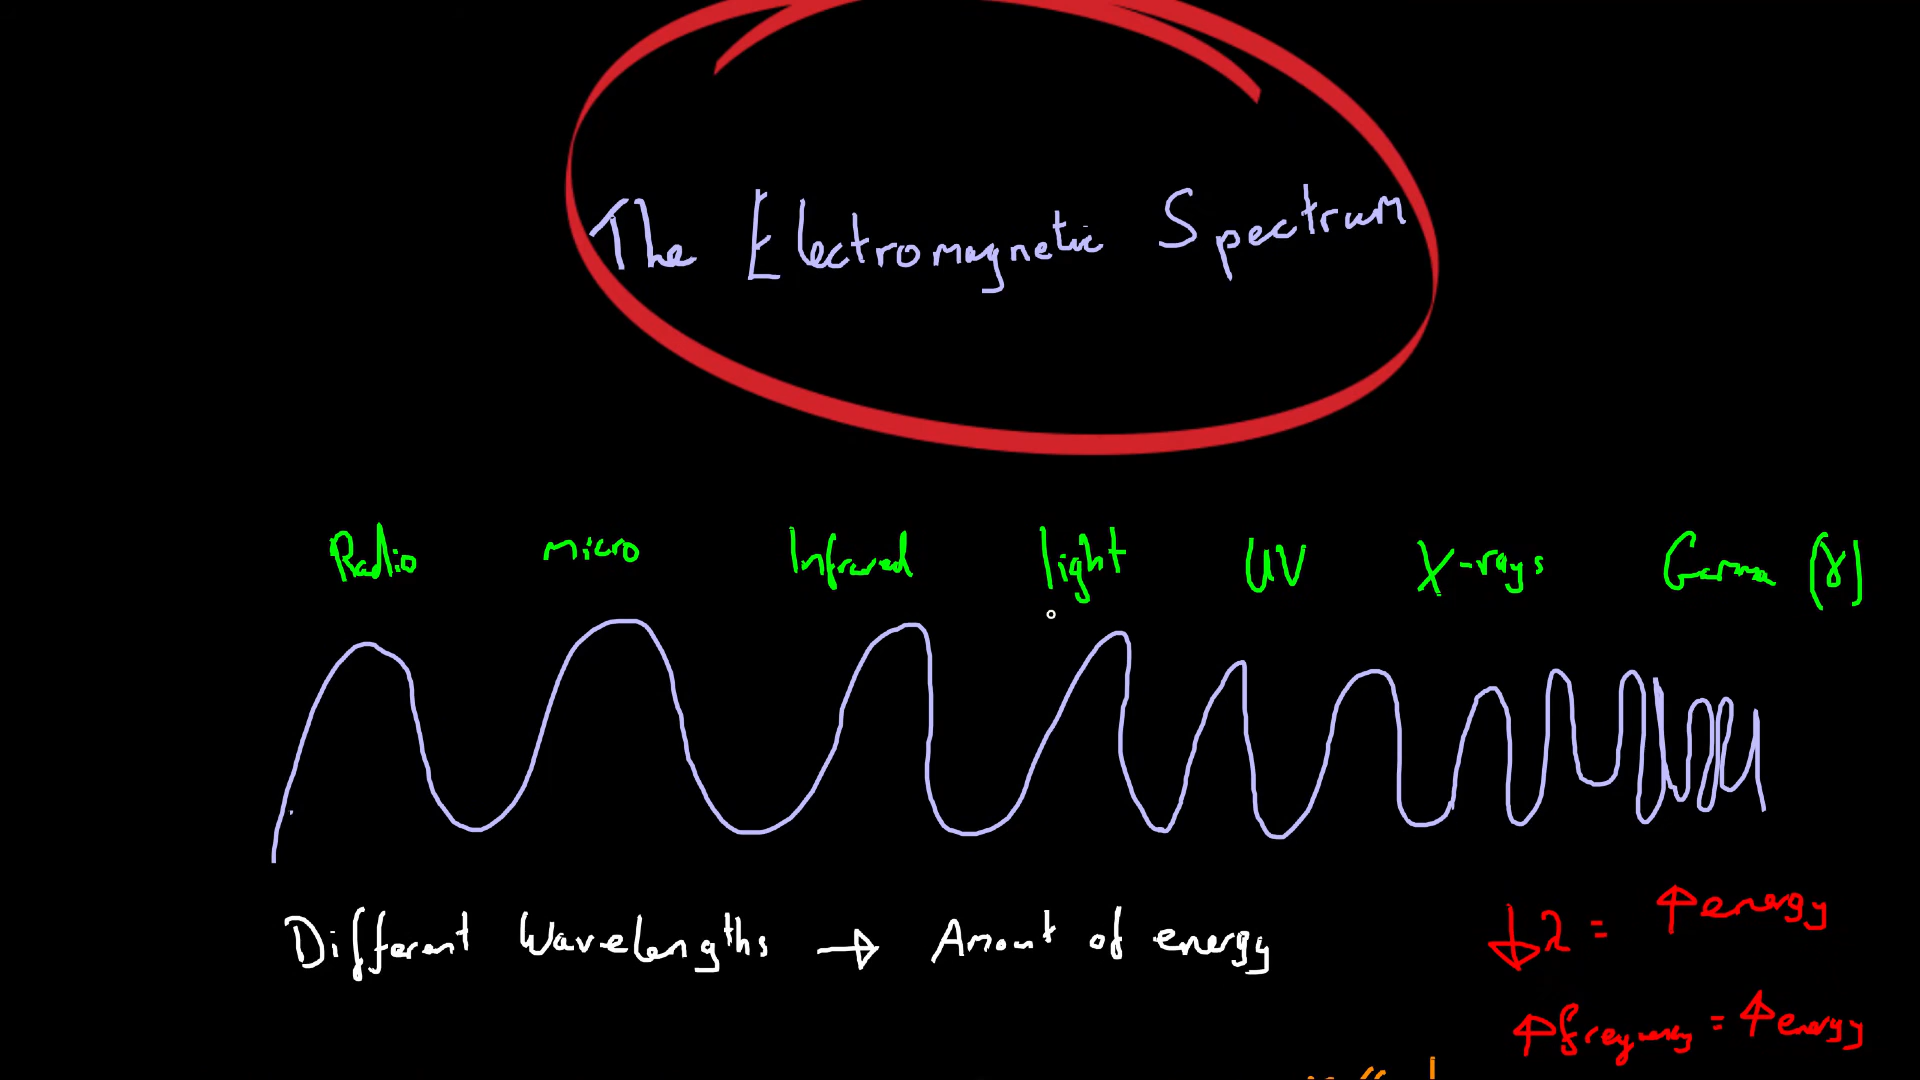 The Electromagnetic Spectrum
Radio micro Infrared light UV X-rays Gamma (γ)
Different Wavelengths → Amount of energy
↓λ = ↑energy
↑frequency = ↑energy